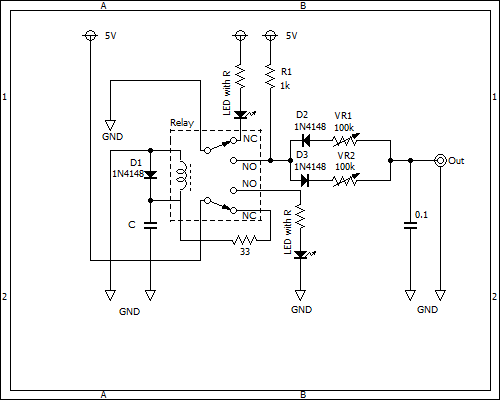 A B
5V
5V
R1
1k
LED with R
1
1
GND
Relay
NC
NO
NO
NC
D2
1N4148
VR1
100k
D3
1N4148
VR2
100k
Out
D1
1N4148
C
LED with R
0.1
33
2
2
GND
GND
GND
A B